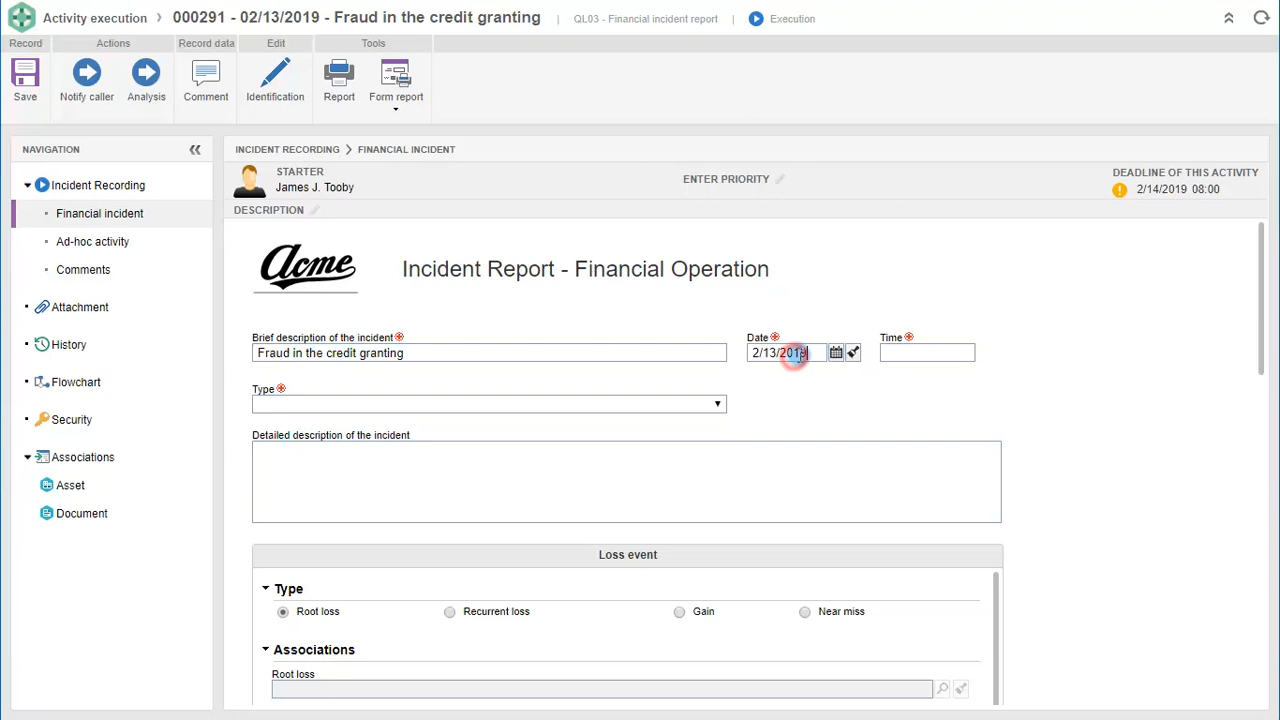 Activity execution > 000291 - 02/13/2019 - Fraud in the credit granting | QL03 - Financial incident report | Execution
Record Actions Record data Edit Tools
Save Notify caller Analysis Comment Identification Report Form report
NAVIGATION
Incident Recording
Financial incident
Ad-hoc activity
Comments
Attachment
History
Flowchart
Security
Associations
Asset
Document
INCIDENT RECORDING > FINANCIAL INCIDENT
STARTER
James J. Tooby
ENTER PRIORITY
DEADLINE OF THIS ACTIVITY
2/14/2019 08:00
DESCRIPTION
Acme
Incident Report - Financial Operation
Brief description of the incident Date Time
Fraud in the credit granting 2/13/2019
Type
Detailed description of the incident
Loss event
Type
Root loss Recurrent loss Gain Near miss
Associations
Root loss